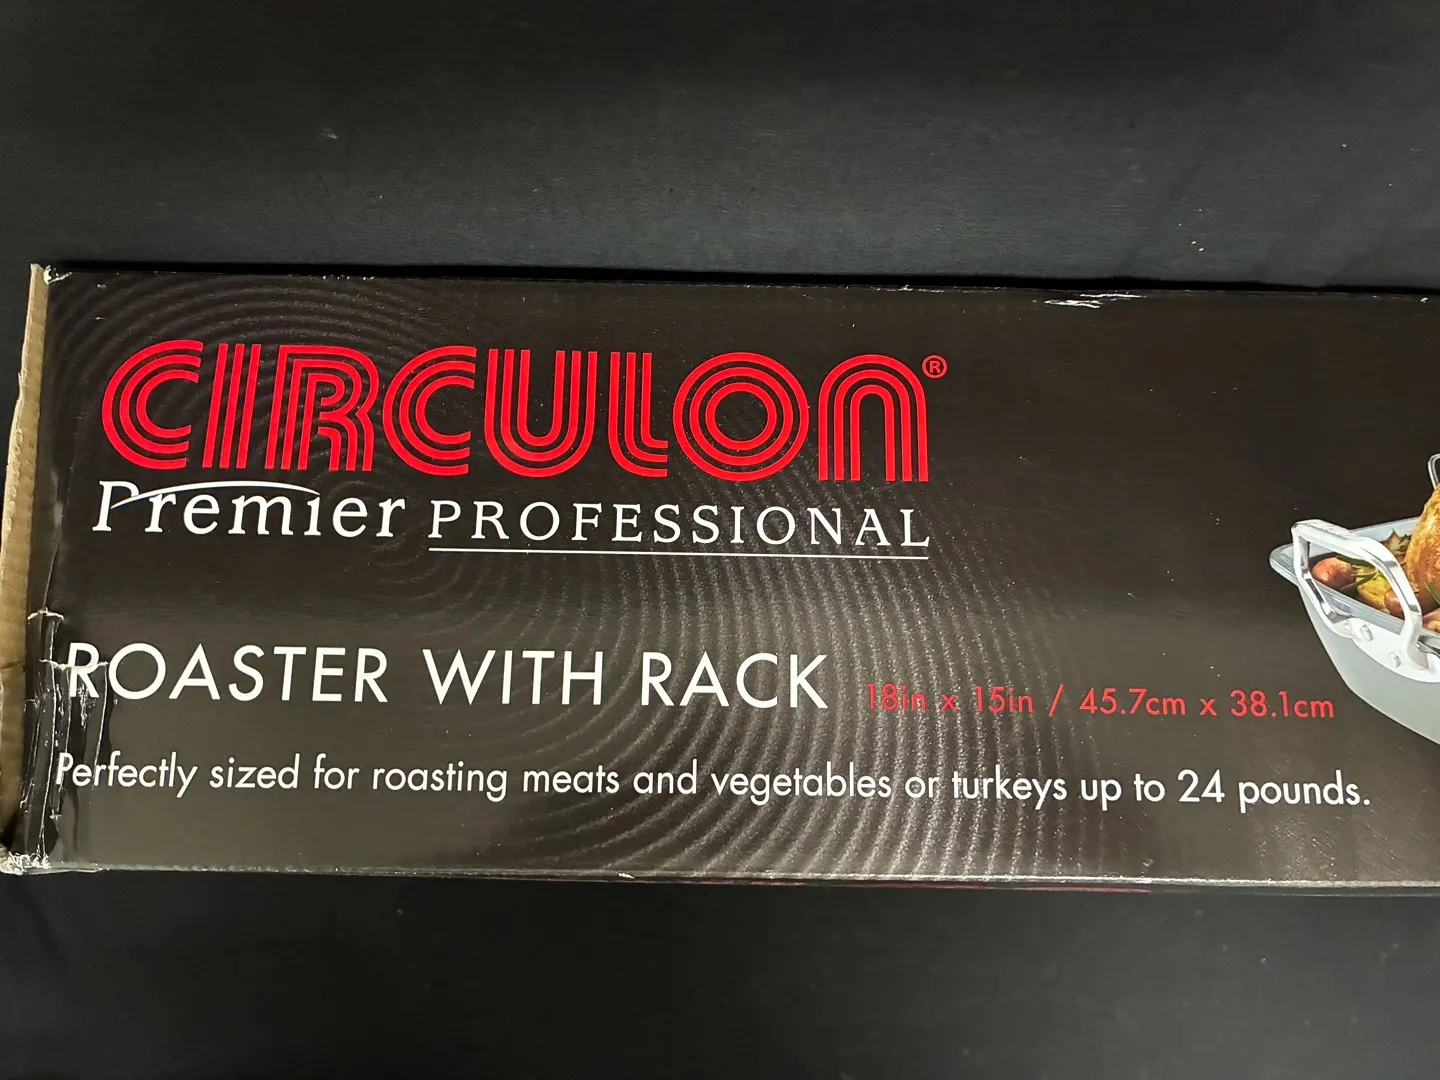 CIRCULON®
Premier PROFESSIONAL
ROASTER WITH RACK 18in x 15in / 45.7cm x 38.1cm
Perfectly sized for roasting meats and vegetables or turkeys up to 24 pounds.